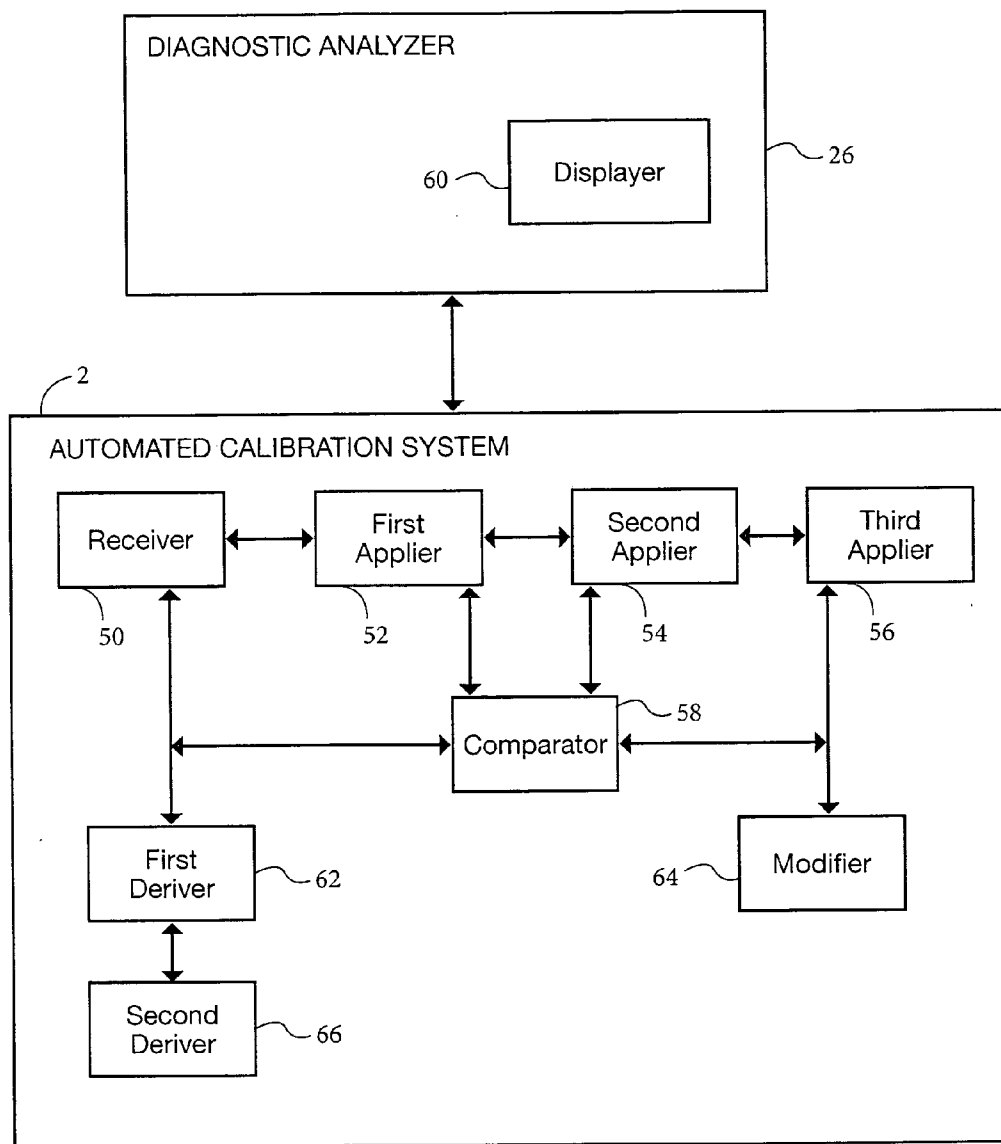 DIAGNOSTIC ANALYZER
Displayer
60
26
2
AUTOMATED CALIBRATION SYSTEM
Receiver
First
Applier
Second
Applier
Third
Applier
50
52
54
56
58
Comparator
First
Deriver
62
64
Modifier
Second
Deriver
66